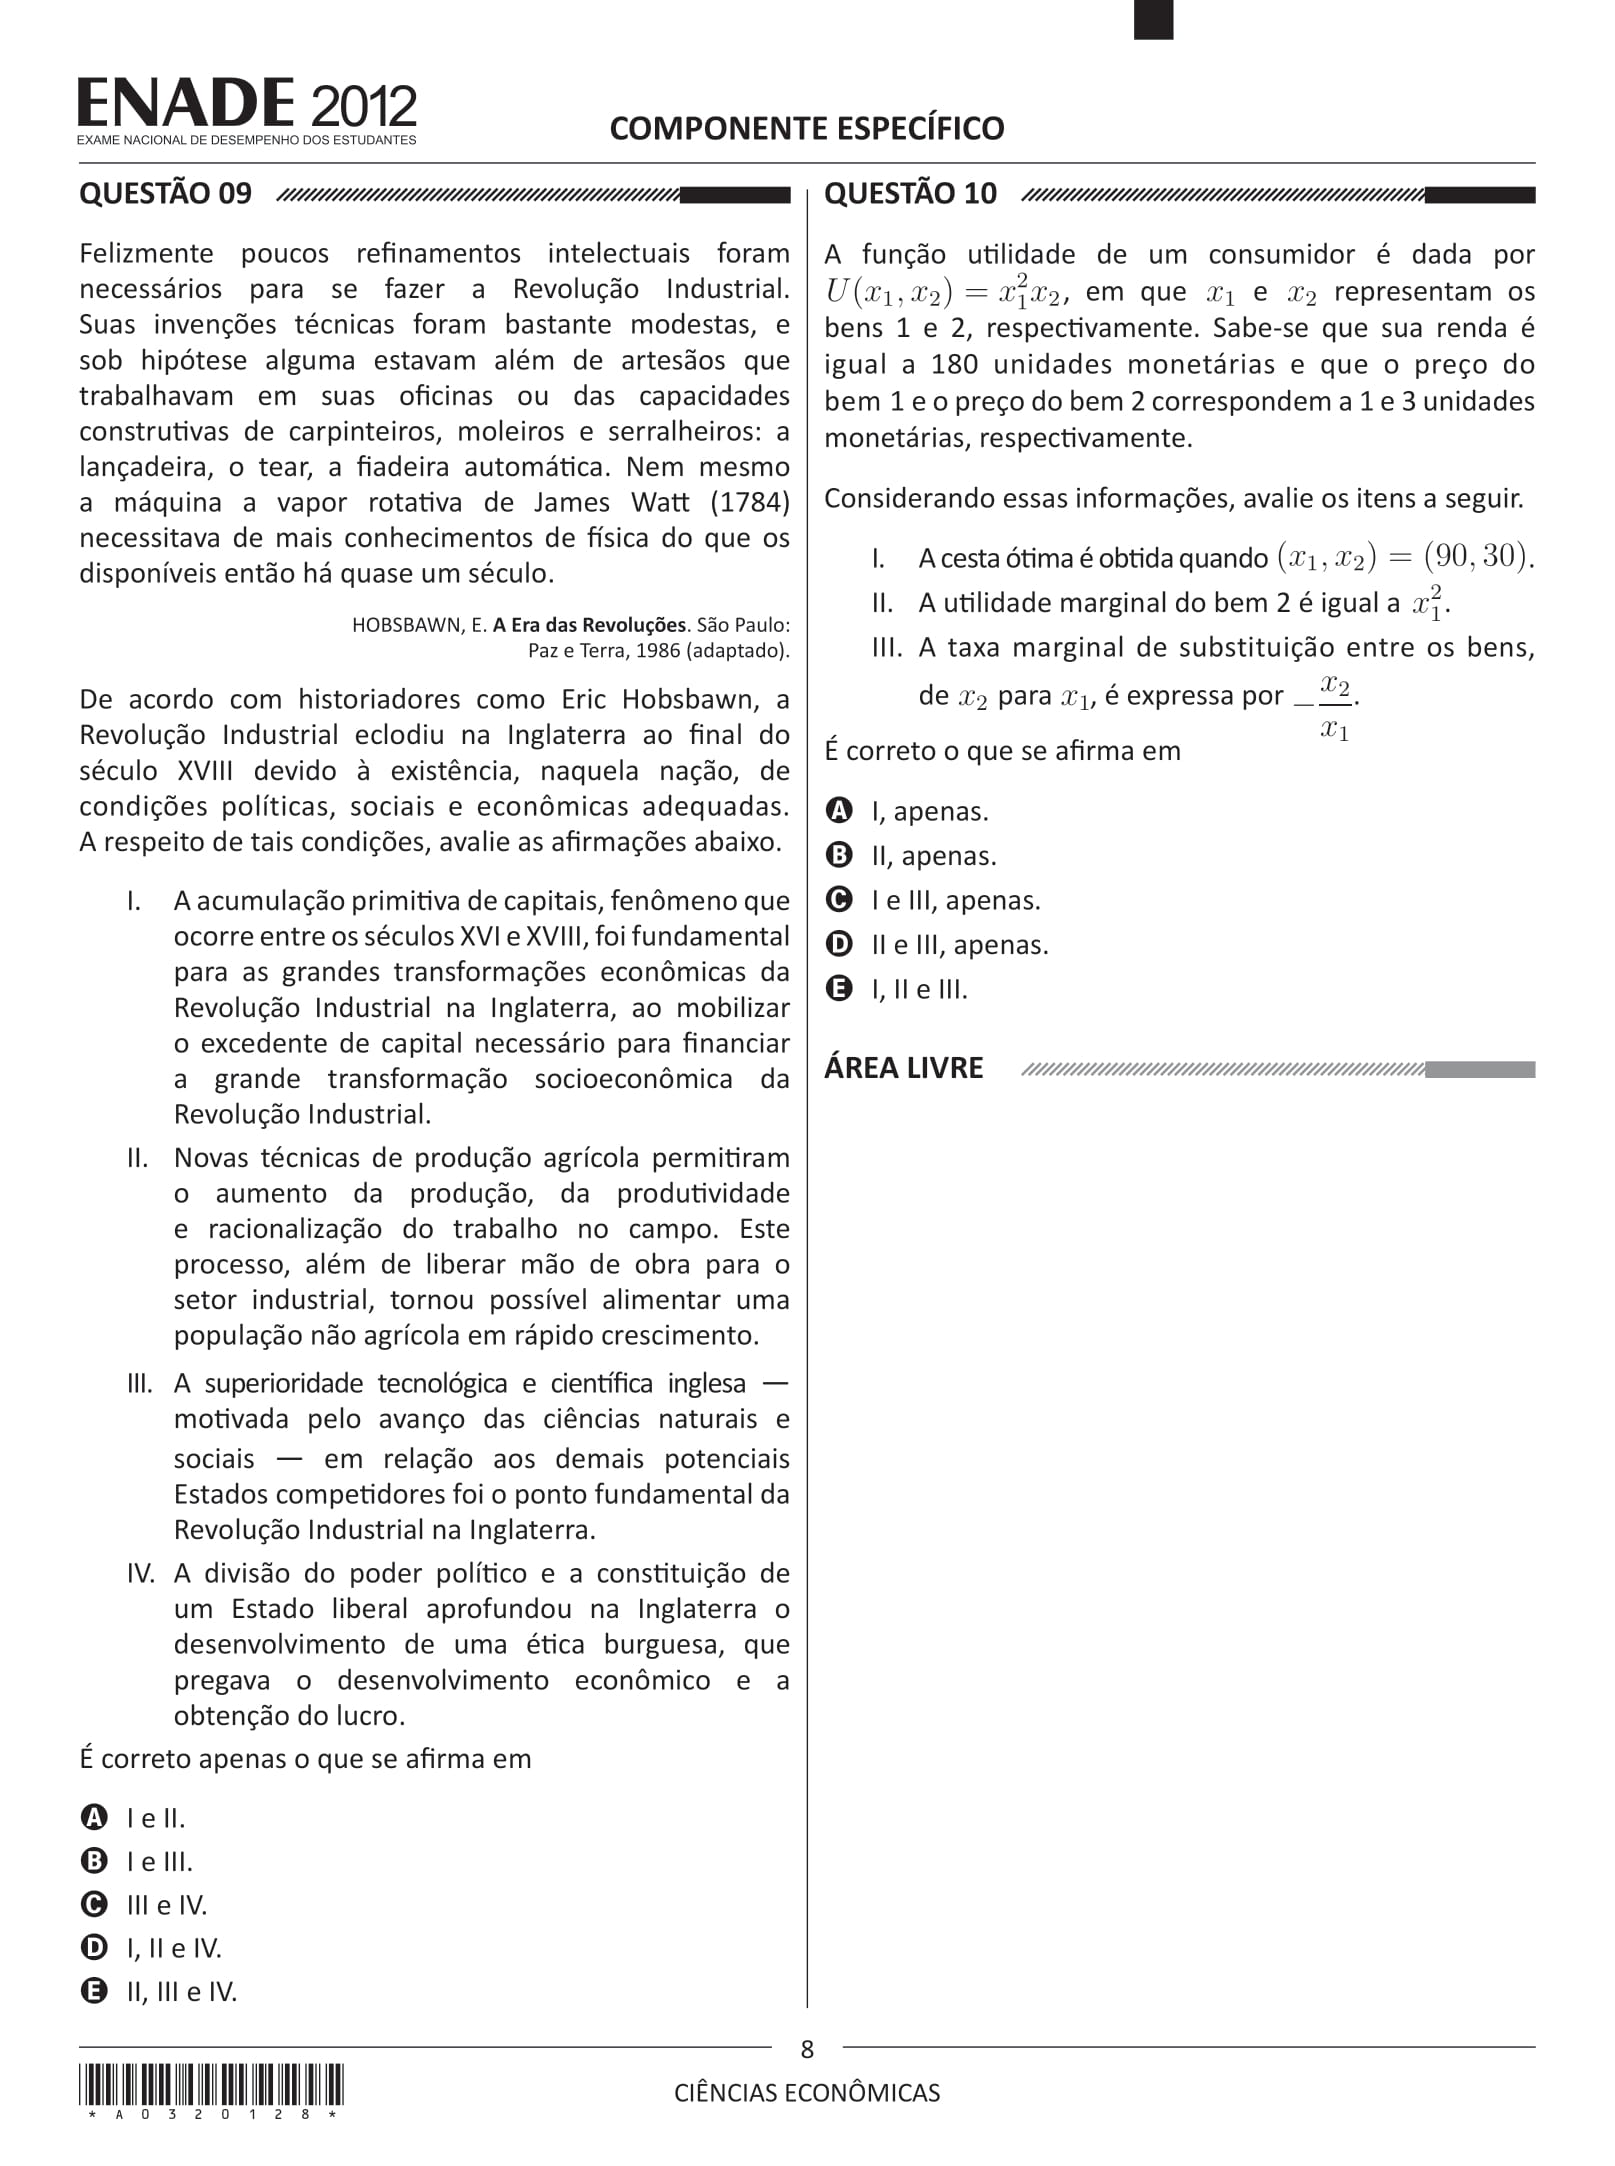 ENADE 2012
EXAME NACIONAL DE DESEMPENHO DOS ESTUDANTES
COMPONENTE ESPECÍFICO
QUESTÃO 09
Felizmente poucos refinamentos intelectuais foram
necessários para se fazer a Revolução Industrial.
Suas invenções técnicas foram bastante modestas, e
sob hipótese alguma estavam além de artesãos que
trabalhavam em suas oficinas ou das capacidades
construtivas de carpinteiros, moleiros e serralheiros: a
lançadeira, o tear, a fiadeira automática. Nem mesmo
a máquina a vapor rotativa de James Watt (1784)
necessitava de mais conhecimentos de física do que os
disponíveis então há quase um século.
HOBSBAWN, E. A Era das Revoluções. São Paulo:
Paz e Terra, 1986 (adaptado).
De acordo com historiadores como Eric Hobsbawn, a
Revolução Industrial eclodiu na Inglaterra ao final do
século XVIII devido à existência, naquela nação, de
condições políticas, sociais e econômicas adequadas.
A respeito de tais condições, avalie as afirmações abaixo.
I. A acumulação primitiva de capitais, fenômeno que
ocorre entre os séculos XVI e XVIII, foi fundamental
para as grandes transformações econômicas da
Revolução Industrial na Inglaterra, ao mobilizar
o excedente de capital necessário para financiar
a grande transformação socioeconômica da
Revolução Industrial.
II. Novas técnicas de produção agrícola permitiram
o aumento da produção, da produtividade
e racionalização do trabalho no campo. Este
processo, além de liberar mão de obra para o
setor industrial, tornou possível alimentar uma
população não agrícola em rápido crescimento.
III. A superioridade tecnológica e científica inglesa —
motivada pelo avanço das ciências naturais e
sociais — em relação aos demais potenciais
Estados competidores foi o ponto fundamental da
Revolução Industrial na Inglaterra.
IV. A divisão do poder político e a constituição de
um Estado liberal aprofundou na Inglaterra o
desenvolvimento de uma ética burguesa, que
pregava o desenvolvimento econômico e a
obtenção do lucro.
É correto apenas o que se afirma em
A I e II.
B I e III.
C III e IV.
D I, II e IV.
E II, III e IV.
QUESTÃO 10
A função utilidade de um consumidor é dada por
$U(x_1, x_2) = x_1^2 x_2$, em que $x_1$ e $x_2$ representam os
bens 1 e 2, respectivamente. Sabe-se que sua renda é
igual a 180 unidades monetárias e que o preço do
bem 1 e o preço do bem 2 correspondem a 1 e 3 unidades
monetárias, respectivamente.
Considerando essas informações, avalie os itens a seguir.
I. A cesta ótima é obtida quando $(x_1, x_2) = (90, 30)$.
II. A utilidade marginal do bem 2 é igual a $x_1^2$.
III. A taxa marginal de substituição entre os bens,
de $x_2$ para $x_1$, é expressa por $-\frac{x_2}{x_1}$.
É correto o que se afirma em
A I, apenas.
B II, apenas.
C I e III, apenas.
D II e III, apenas.
E I, II e III.
ÁREA LIVRE
8
CIÊNCIAS ECONÔMICAS
* A 0 3 2 0 1 2 8 *